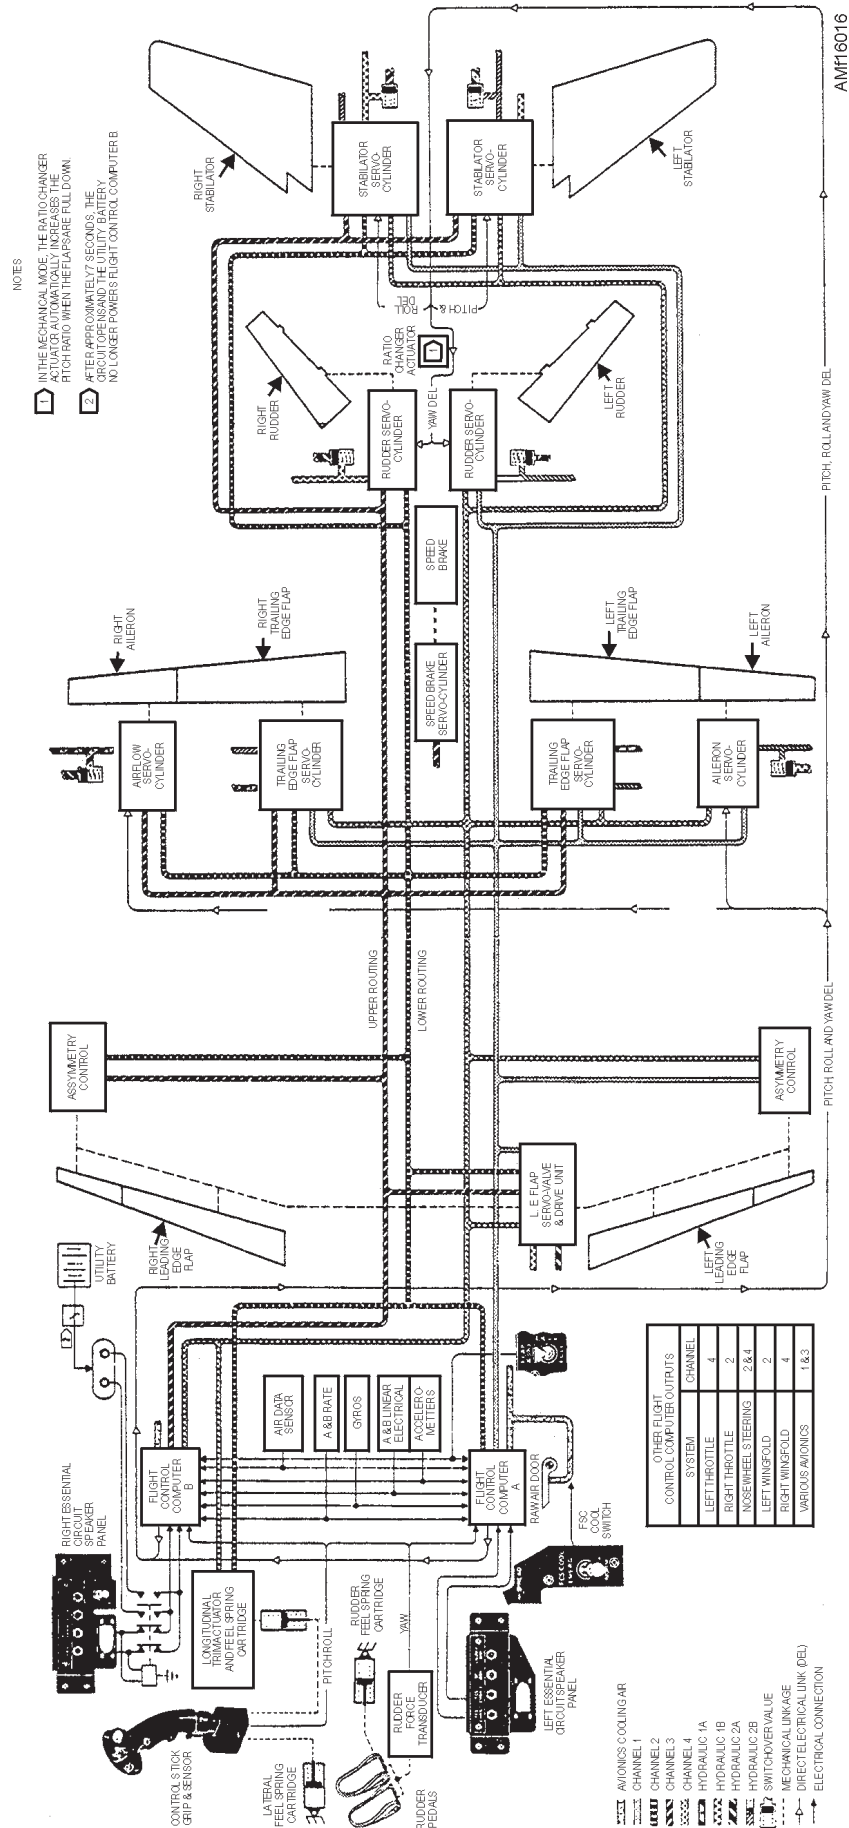 AMf16016
NOTES
1 IN THE MECHANICAL MODE, THE RATIO CHANGER
ACTUATOR AUTOMATICALLY INCREASES THE
PITCH RATIO WHEN THE FLAPS ARE FULL DOWN.
2 AFTER APPROXIMATELY 7 SECONDS, THE
CIRCUIT OPENS AND THE UTILITY BATTERY
NO LONGER POWERS FLIGHT CONTROL COMPUTER B
RIGHT
STABILATOR
STABILATOR
SERVO-
CYLINDER
STABILATOR
SERVO-
CYLINDER
LEFT
STABILATOR
PITCH &
ROLL
DEL
RIGHT
RUDDER
RATIO
CHANGER
ACTUATOR
1
LEFT
RUDDER
RUDDER SERVO-
CYLINDER
YAW DEL
RUDDER SERVO-
CYLINDER
PITCH, ROLL AND YAW DEL
SPEED
BRAKE
SPEED BRAKE
SERVO-CYLINDER
RIGHT
AILERON
RIGHT
TRAILING
EDGE FLAP
LEFT
TRAILING
EDGE FLAP
LEFT
AILERON
AIRFLOW
SERVO-
CYLINDER
TRAILING
EDGE FLAP
SERVO-
CYLINDER
TRAILING
EDGE FLAP
SERVO-
CYLINDER
AILERON
SERVO-
CYLINDER
UPPER ROUTING
LOWER ROUTING
ASSYMETRY
CONTROL
ASYMMETRY
CONTROL
PITCH, ROLL AND YAW DEL
L. E. FLAP
SERVO-VALVE
& DRIVE UNIT
RIGHT
LEADING
EDGE
FLAP
LEFT
LEADING
EDGE
FLAP
UTILITY
BATTERY
2
RIGHT ESSENTIAL
CIRCUIT
SPEAKER
PANEL
FLIGHT
CONTROL
COMPUTER
B
AIR DATA
SENSOR
A & B RATE
GYROS
A & B LINEAR
ELECTRICAL
ACCELERO-
METTERS
FLIGHT
CONTROL
COMPUTER
A
RAW AIR DOOR
FSC
COOL
SWITCH
LONGITUDINAL
TRIM ACTUATOR
AND FEEL SPRING
CARTRIDGE
PITCH ROLL
RUDDER
FEEL SPRING
CARTRIDGE
YAW
RUDDER
FORCE
TRANSDUCER
LEFT ESSENTIAL
CIRCUIT SPEAKER
PANEL
CONTROL STICK
GRIP & SENSOR
LATERAL
FEEL SPRING
CARTRIDGE
RUDDER
PEDALS
OTHER FLIGHT
CONTROL COMPUTER OUTPUTS
SYSTEM CHANNEL
LEFT THROTTLE 4
RIGHT THROTTLE 2
NOSEWHEEL STEERING 2 & 4
LEFT WINGFOLD 2
RIGHT WINGFOLD 4
VARIOUS AVIONICS 1 & 3
AVIONICS COOLING AIR
CHANNEL 1
CHANNEL 2
CHANNEL 3
CHANNEL 4
HYDRAULIC 1A
HYDRAULIC 1B
HYDRAULIC 2A
HYDRAULIC 2B
SWITCHOVER VALUE
MECHANICAL LINKAGE
DIRECT ELECTRICAL LINK (DEL)
ELECTRICAL CONNECTION